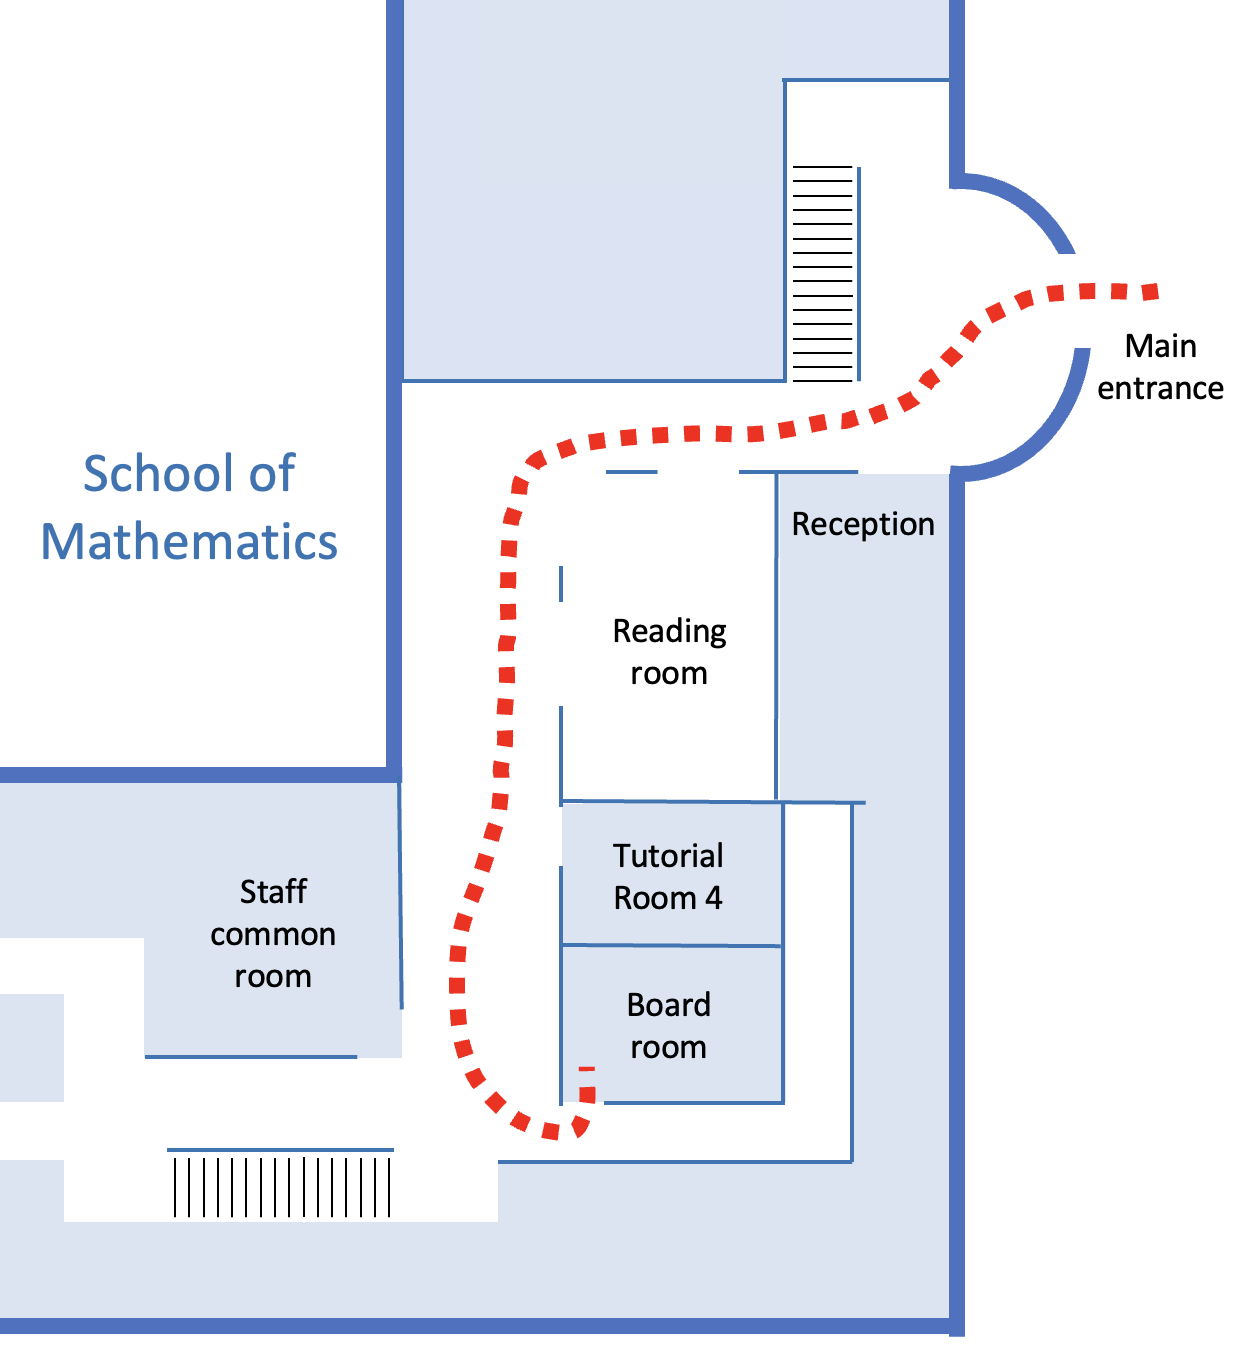 Main
entrance
School of
Mathematics
Reception
Reading
room
Tutorial
Room 4
Staff
common
room
Board
room